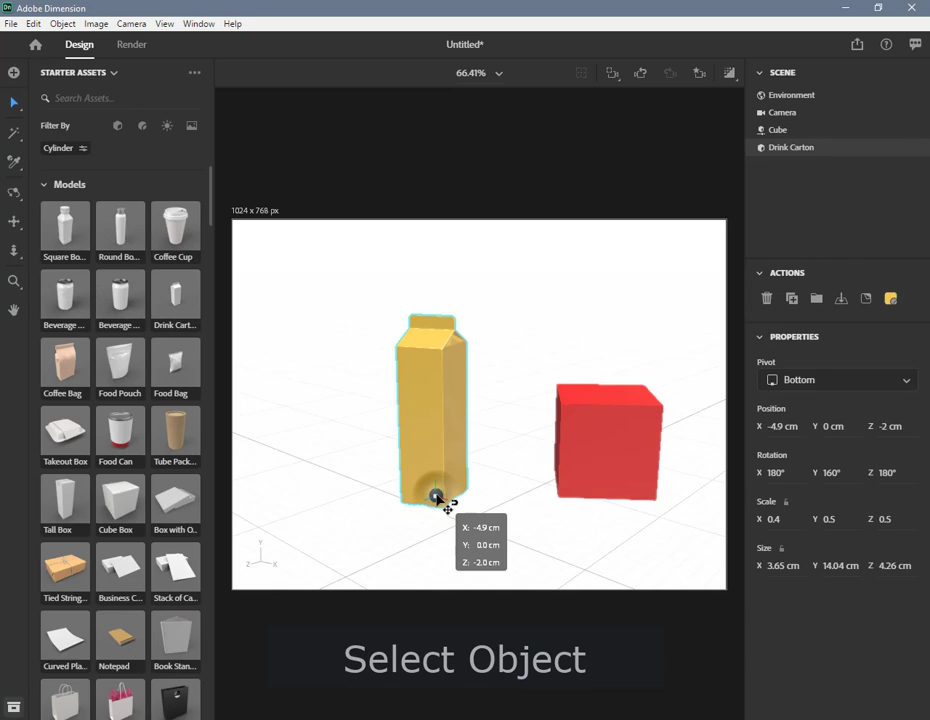 Adobe Dimension
File Edit Object Image Camera View Window Help
Design Render Untitled*
STARTER ASSETS
Search Assets...
Filter By
Cylinder
Models
Square Bo... Round Bo... Coffee Cup
Beverage ... Beverage ... Drink Cart...
Coffee Bag Food Pouch Food Bag
Takeout Box Food Can Tube Pack...
Tall Box Cube Box Box with O...
Tied String... Business C... Stack of Ca...
Curved Pla... Notepad Book Stan...
66.41%
1024 x 768 px
Y
Z X
X: -4.9 cm
Y: 0.0 cm
Z: -2.0 cm
Select Object
SCENE
Environment
Camera
Cube
Drink Carton
ACTIONS
PROPERTIES
Pivot
Bottom
Position
X -4.9 cm Y 0 cm Z -2 cm
Rotation
X 180° Y 160° Z 180°
Scale
X 0.4 Y 0.5 Z 0.5
Size
X 3.65 cm Y 14.04 cm Z 4.26 cm